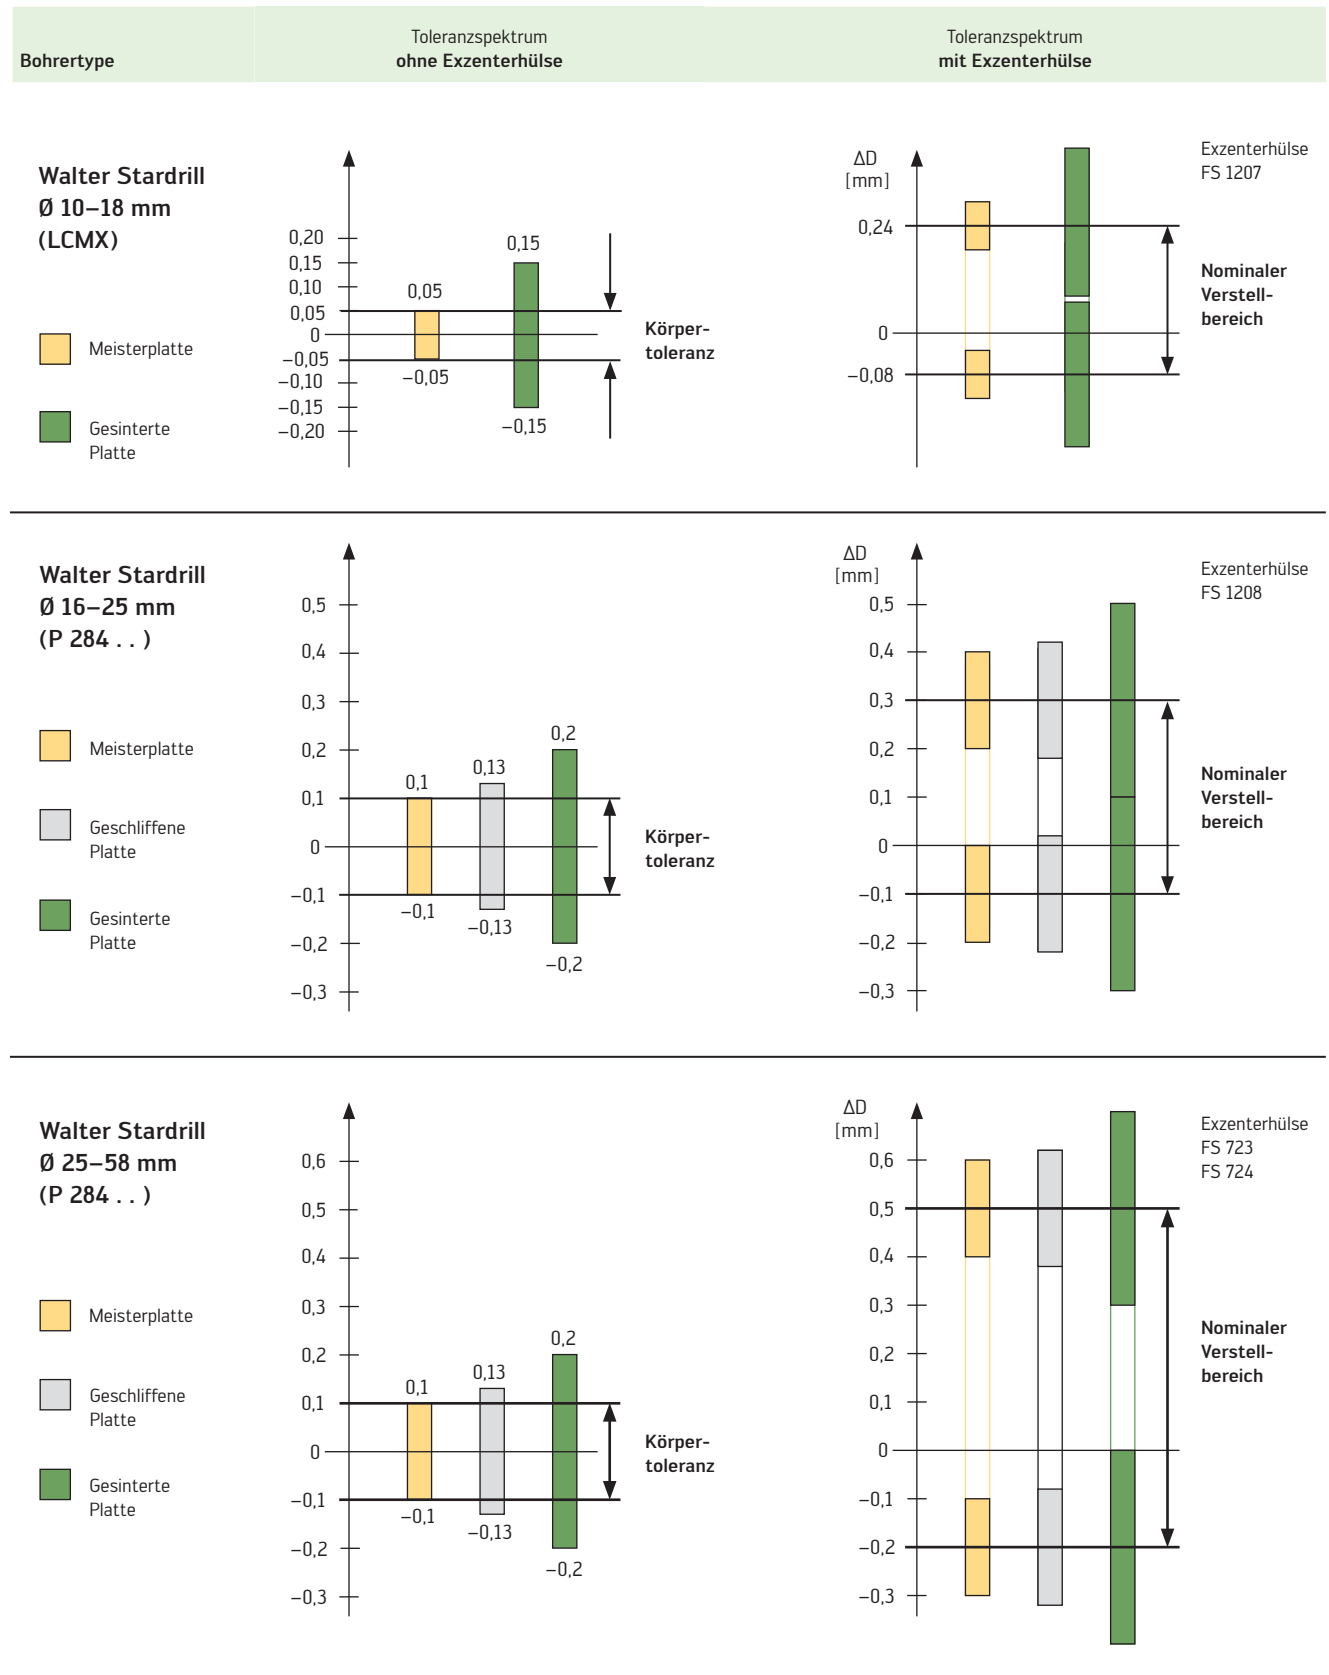 Bohrertype
Toleranzspektrum
ohne Exzenterhülse
Toleranzspektrum
mit Exzenterhülse
Walter Stardrill
Ø 10–18 mm
(LCMX)
Meisterplatte
Gesinterte
Platte
0,20
0,15
0,10
0,05
0
–0,05
–0,10
–0,15
–0,20
0,05
–0,05
0,15
–0,15
Körper-
toleranz
ΔD
[mm]
0,24
0
–0,08
Exzenterhülse
FS 1207
Nominaler
Verstell-
bereich
Walter Stardrill
Ø 16–25 mm
(P 284 . . )
Meisterplatte
Geschliffene
Platte
Gesinterte
Platte
0,5
0,4
0,3
0,2
0,1
0
–0,1
–0,2
–0,3
0,1
–0,1
0,13
–0,13
0,2
–0,2
Körper-
toleranz
ΔD
[mm]
0,5
0,4
0,3
0,2
0,1
0
–0,1
–0,2
–0,3
Exzenterhülse
FS 1208
Nominaler
Verstell-
bereich
Walter Stardrill
Ø 25–58 mm
(P 284 . . )
Meisterplatte
Geschliffene
Platte
Gesinterte
Platte
0,6
0,5
0,4
0,3
0,2
0,1
0
–0,1
–0,2
–0,3
0,1
–0,1
0,13
–0,13
0,2
–0,2
Körper-
toleranz
ΔD
[mm]
0,6
0,5
0,4
0,3
0,2
0,1
0
–0,1
–0,2
–0,3
Exzenterhülse
FS 723
FS 724
Nominaler
Verstell-
bereich